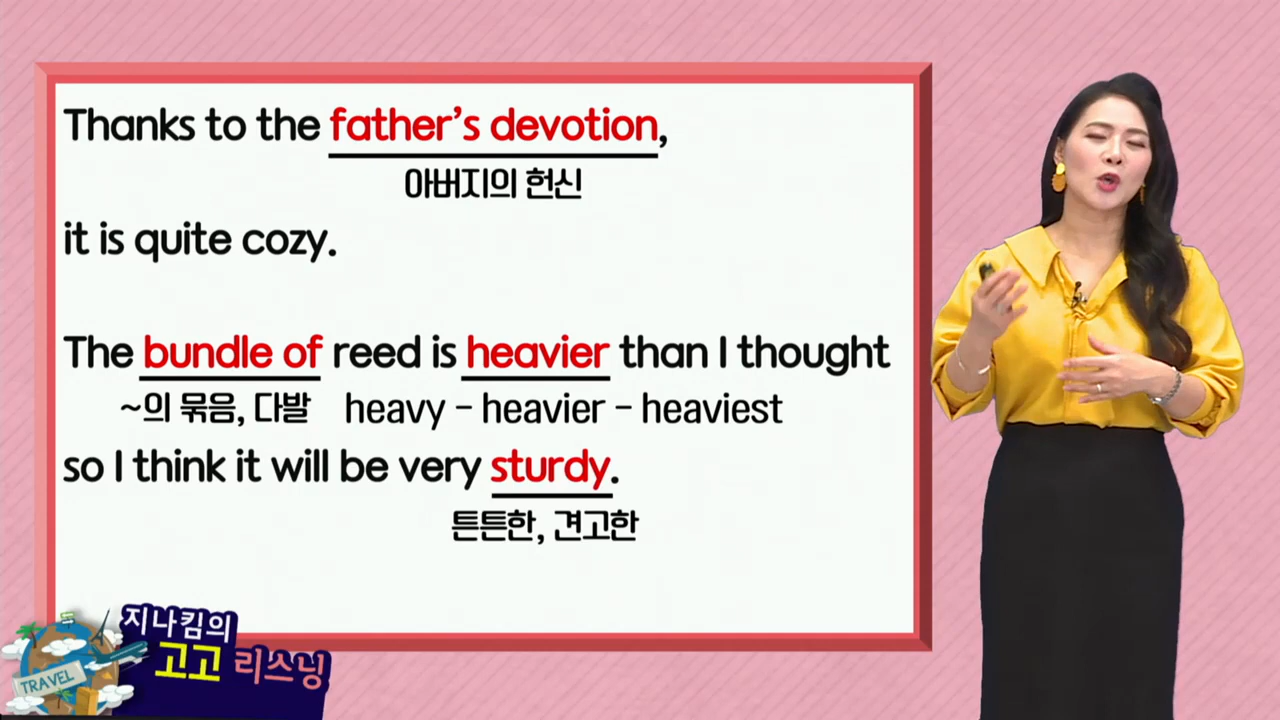 Thanks to the father's devotion,
아버지의 헌신
it is quite cozy.
The bundle of reed is heavier than I thought
~의 묶음, 다발 heavy - heavier - heaviest
so I think it will be very sturdy.
튼튼한, 견고한
지나킴의
고고 리스닝
TRAVEL